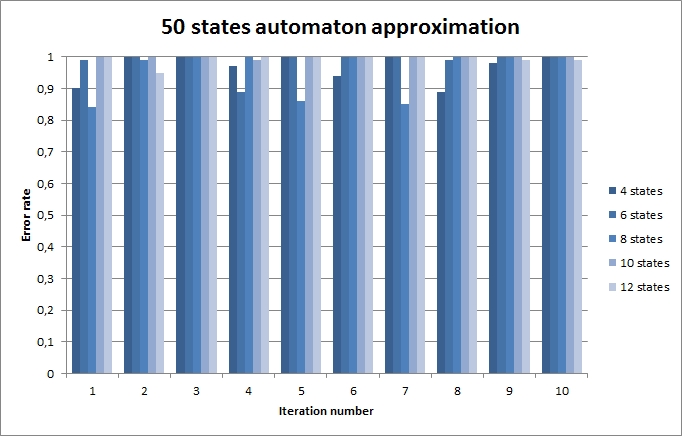 50 states automaton approximation
1
0,9
0,8
0,7
0,6
0,5
0,4
0,3
0,2
0,1
0
Error rate
1 2 3 4 5 6 7 8 9 10
Iteration number
4 states
6 states
8 states
10 states
12 states